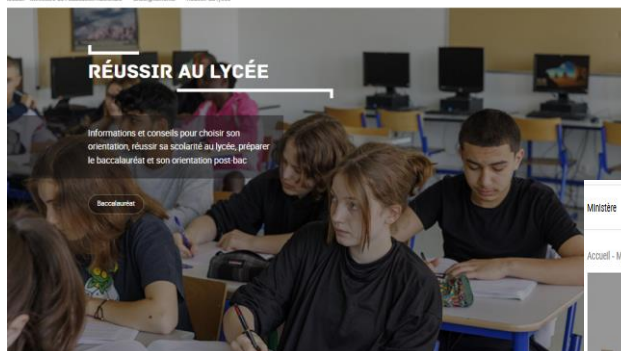 RÉUSSIR AU LYCÉE
Informations et conseils pour choisir son
orientation, réussir sa scolarité au lycée, préparer
le baccalauréat et son orientation post-bac
Baccalauréat
Ministère
Accueil - M